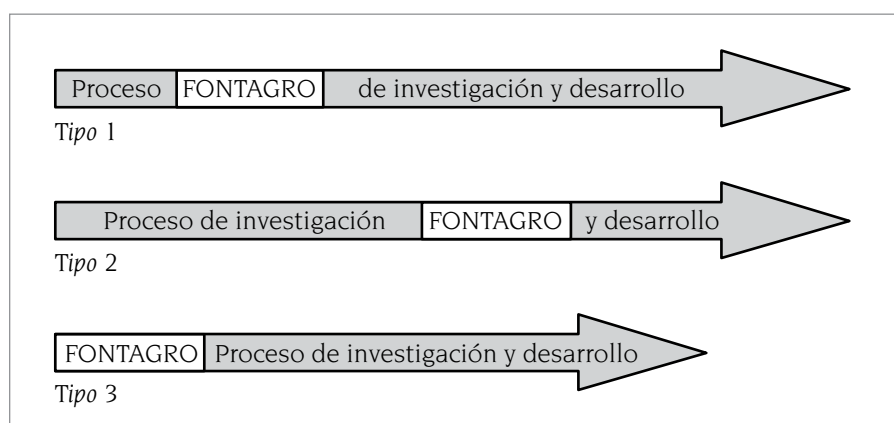 Proceso FONTAGRO de investigación y desarrollo
Tipo 1
Proceso de investigación FONTAGRO y desarrollo
Tipo 2
FONTAGRO Proceso de investigación y desarrollo
Tipo 3